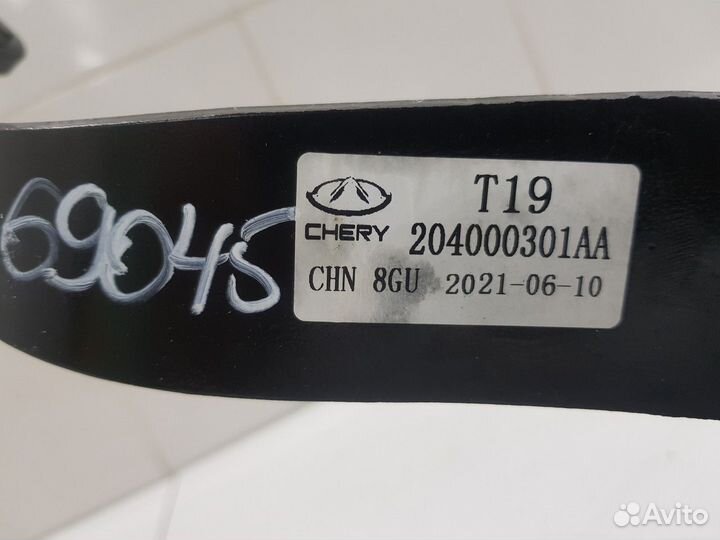 69045
T19
CHERY 204000301AA
CHN 8GU 2021-06-10
Avito